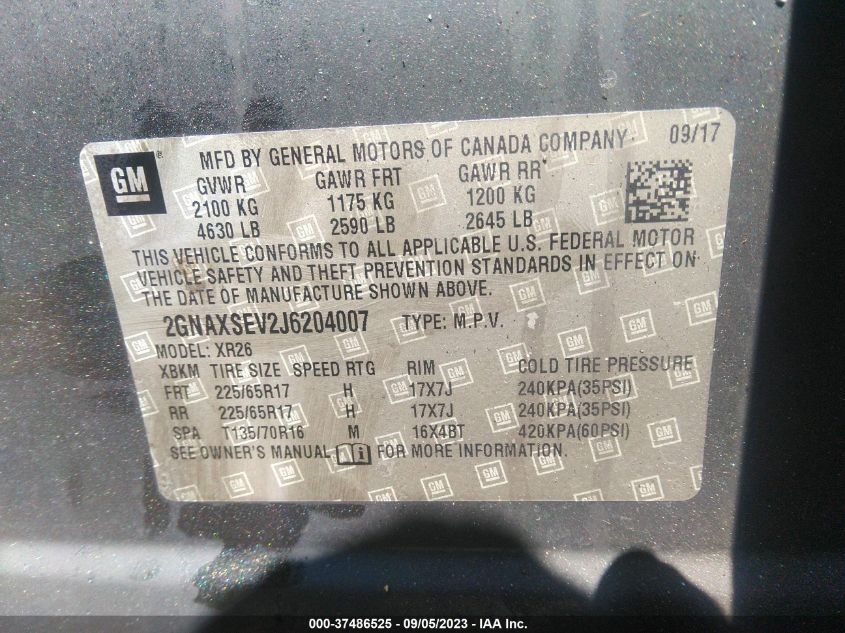 GM
MFD BY GENERAL MOTORS OF CANADA COMPANY 09/17
GVWR GAWR FRT GAWR RR*
2100 KG 1175 KG 1200 KG
4630 LB 2590 LB 2645 LB
THIS VEHICLE CONFORMS TO ALL APPLICABLE U.S. FEDERAL MOTOR
VEHICLE SAFETY AND THEFT PREVENTION STANDARDS IN EFFECT ON
THE DATE OF MANUFACTURE SHOWN ABOVE.
2GNAXSEV2J6204007 TYPE: M.P.V.
MODEL: XR26
XBKM TIRE SIZE SPEED RTG RIM COLD TIRE PRESSURE
FRT 225/65R17 H 17X7J 240KPA(35PSI)
RR 225/65R17 H 17X7J 240KPA(35PSI)
SPA T135/70R16 M 16X4BT 420KPA(60PSI)
SEE OWNER'S MANUAL FOR MORE INFORMATION.
000-37486525 - 09/05/2023 - IAA Inc.